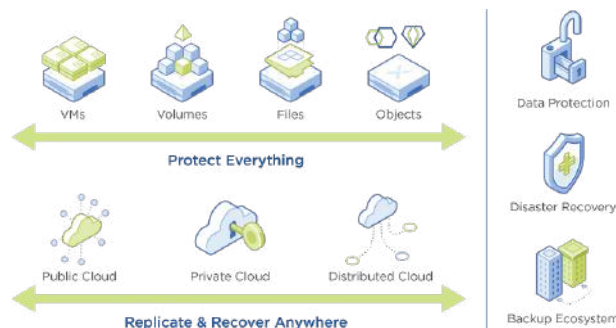 VMs Volumes Files Objects
Protect Everything
Public Cloud Private Cloud Distributed Cloud
Replicate & Recover Anywhere
Data Protection
Disaster Recovery
Backup Ecosystem